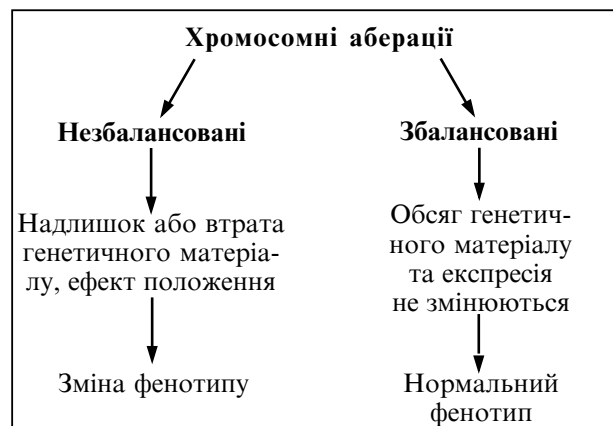 Хромосомні аберації
Незбалансовані
Збалансовані
Надлишок або втрата
генетичного матеріа-
лу, ефект положення
Обсяг генетич-
ного матеріалу
та експресія
не змінюються
Зміна фенотипу
Нормальний
фенотип